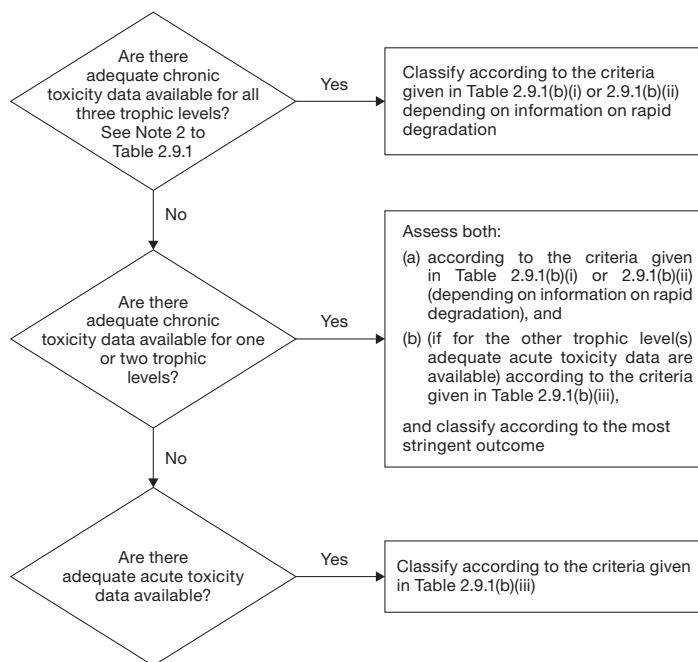 Are there
adequate chronic
toxicity data available for all
three trophic levels?
See Note 2 to
Table 2.9.1
Yes
Classify according to the criteria
given in Table 2.9.1(b)(i) or 2.9.1(b)(ii)
depending on information on rapid
degradation
No
Are there
adequate chronic
toxicity data available for one
or two trophic
levels?
Yes
Assess both:
(a) according to the criteria given
in Table 2.9.1(b)(i) or 2.9.1(b)(ii)
(depending on information on rapid
degradation), and
(b) (if for the other trophic level(s)
adequate acute toxicity data are
available) according to the criteria
given in Table 2.9.1(b)(iii),
and classify according to the most
stringent outcome
No
Are there
adequate acute toxicity
data available?
Yes
Classify according to the criteria given
in Table 2.9.1(b)(iii)